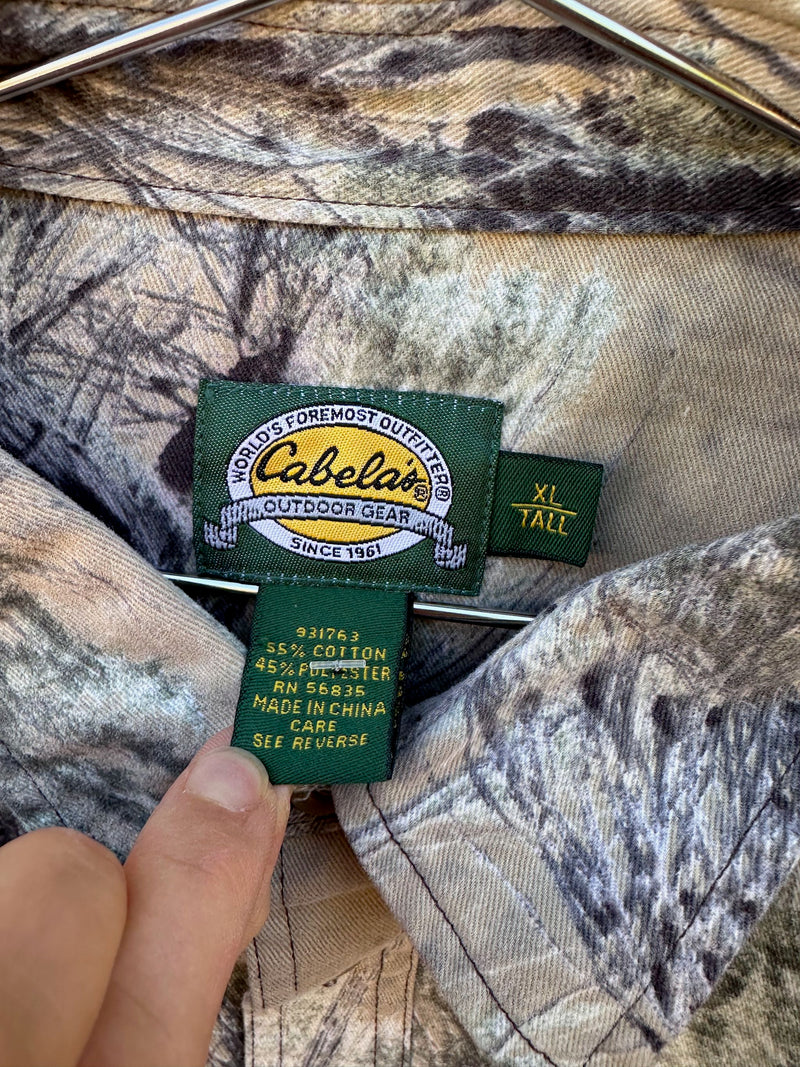 WORLD'S FOREMOST OUTFITTER®
Cabela's®
OUTDOOR GEAR
SINCE 1961
XL
TALL
931763
55% COTTON
45% POLYESTER
RN 56835
MADE IN CHINA
CARE
SEE REVERSE